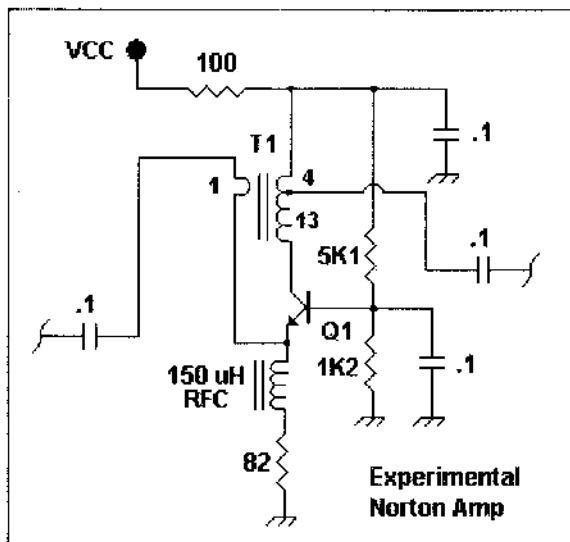 VCC
100
.1
T1
1
4
13
5K1
.1
.1
Q1
1K2
.1
150 uH
RFC
82
Experimental
Norton Amp